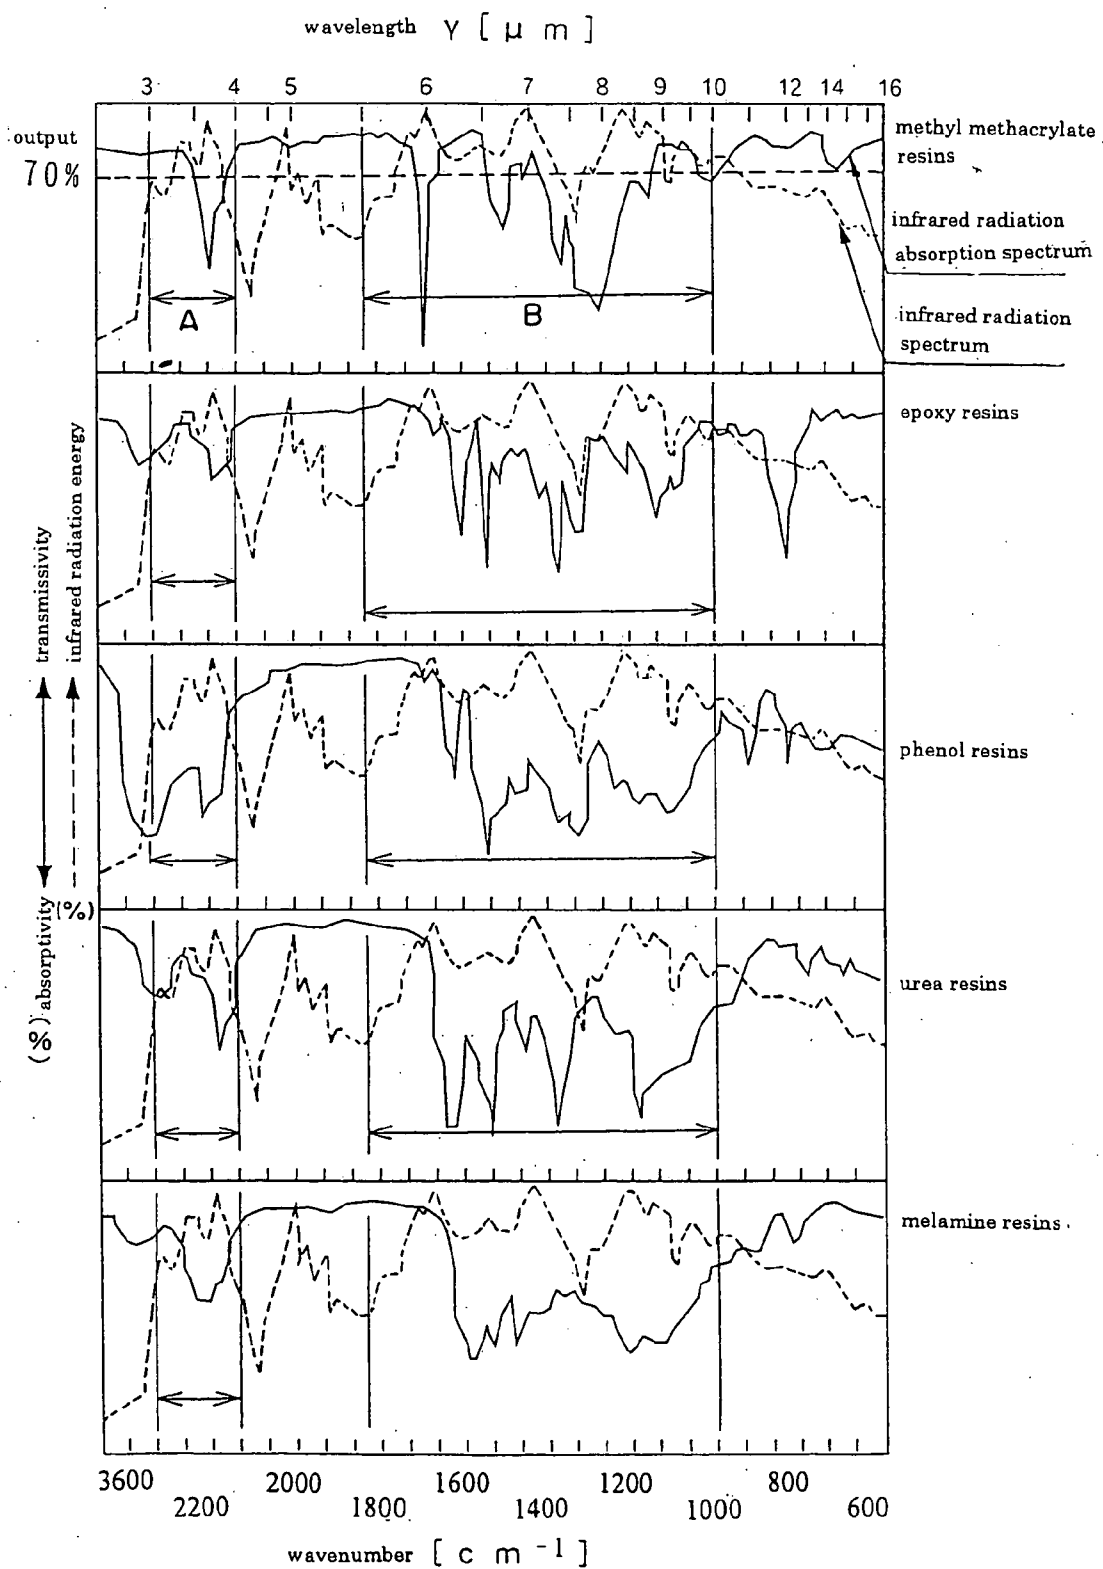 wavelength γ [ μ m ]
3 4 5 6 7 8 9 10 12 14 16
output
70%
methyl methacrylate
resins
infrared radiation
absorption spectrum
infrared radiation
spectrum
A
B
epoxy resins
phenol resins
urea resins
melamine resins
transmissivity
infrared radiation energy
(%) absorptivity
(%)
3600 2000 1600 1200 800
2200 1800 1400 1000 600
wavenumber [ c m -1 ]